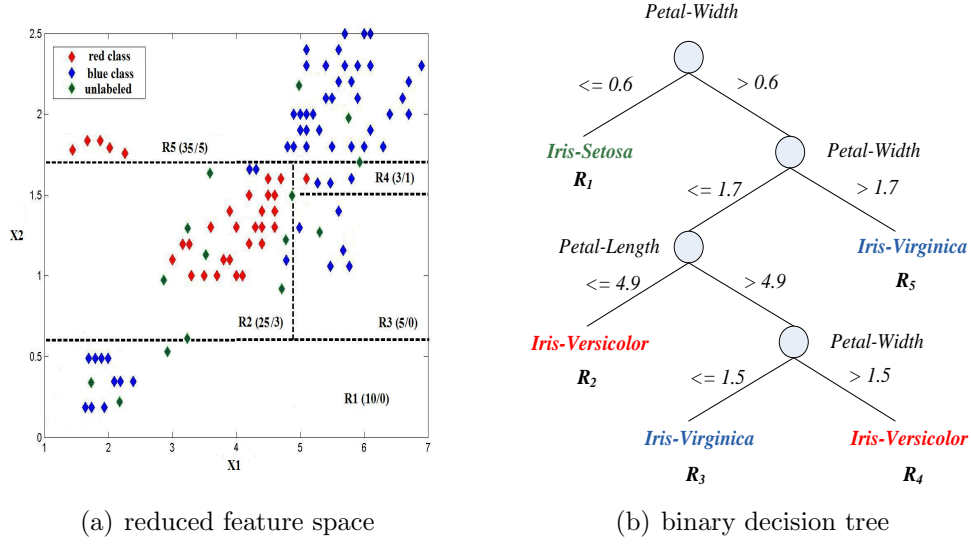 red class
blue class
unlabeled
2.5
2
1.5
1
0.5
0
X2
1 2 3 4 5 6 7
X1
R5 (35/5)
R4 (3/1)
R2 (25/3)
R3 (5/0)
R1 (10/0)
(a) reduced feature space
Petal-Width
<= 0.6
> 0.6
Iris-Setosa
R1
Petal-Width
<= 1.7
> 1.7
Petal-Length
Iris-Virginica
R5
<= 4.9
> 4.9
Iris-Versicolor
R2
Petal-Width
<= 1.5
> 1.5
Iris-Virginica
R3
Iris-Versicolor
R4
(b) binary decision tree